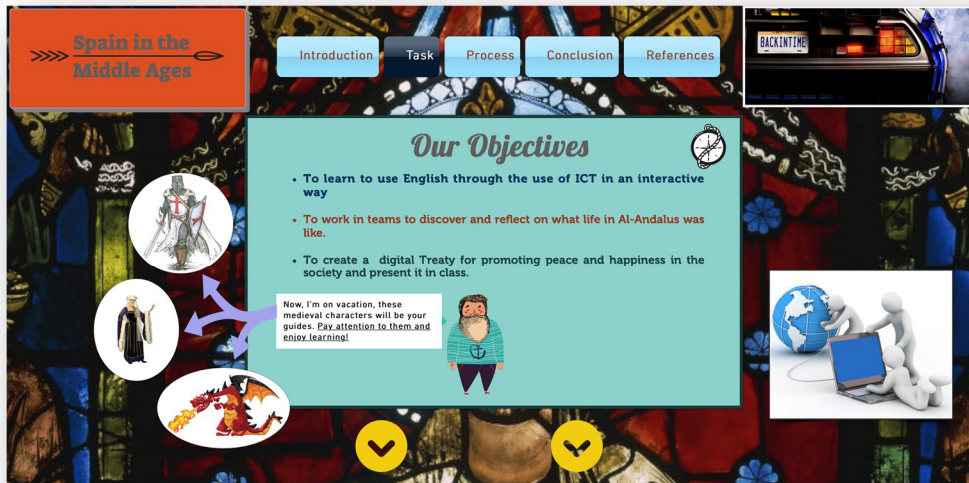 Spain in the
Middle Ages
Introduction
Task
Process
Conclusion
References
BACKINTIME
Our Objectives
• To learn to use English through the use of ICT in an interactive
way
• To work in teams to discover and reflect on what life in Al-Andalus was
like.
• To create a digital Treaty for promoting peace and happiness in the
society and present it in class.
Now, I'm on vacation, these
medieval characters will be your
guides. Pay attention to them and
enjoy learning!